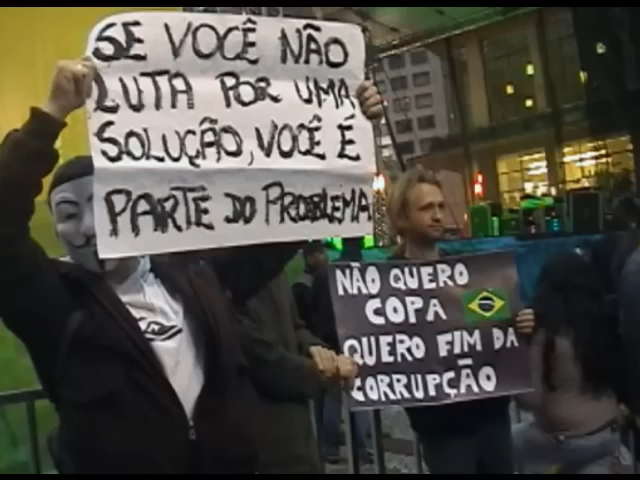 SE VOCÊ NÃO
LUTA POR UMA
SOLUÇÃO, VOCÊ É
PARTE DO PROBLEMA
NÃO QUERO
COPA
QUERO FIM DA
CORRUPÇÃO